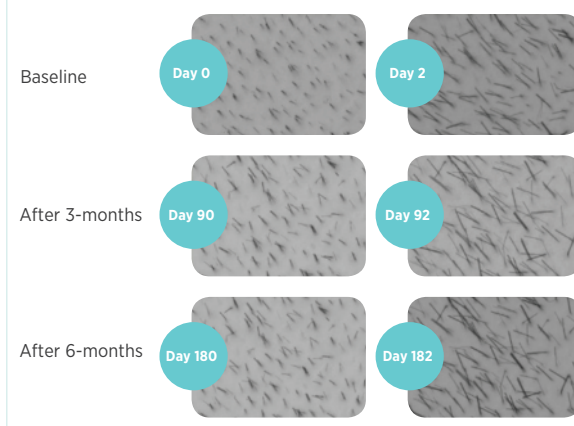 Baseline
Day 0
Day 2
After 3-months
Day 90
Day 92
After 6-months
Day 180
Day 182